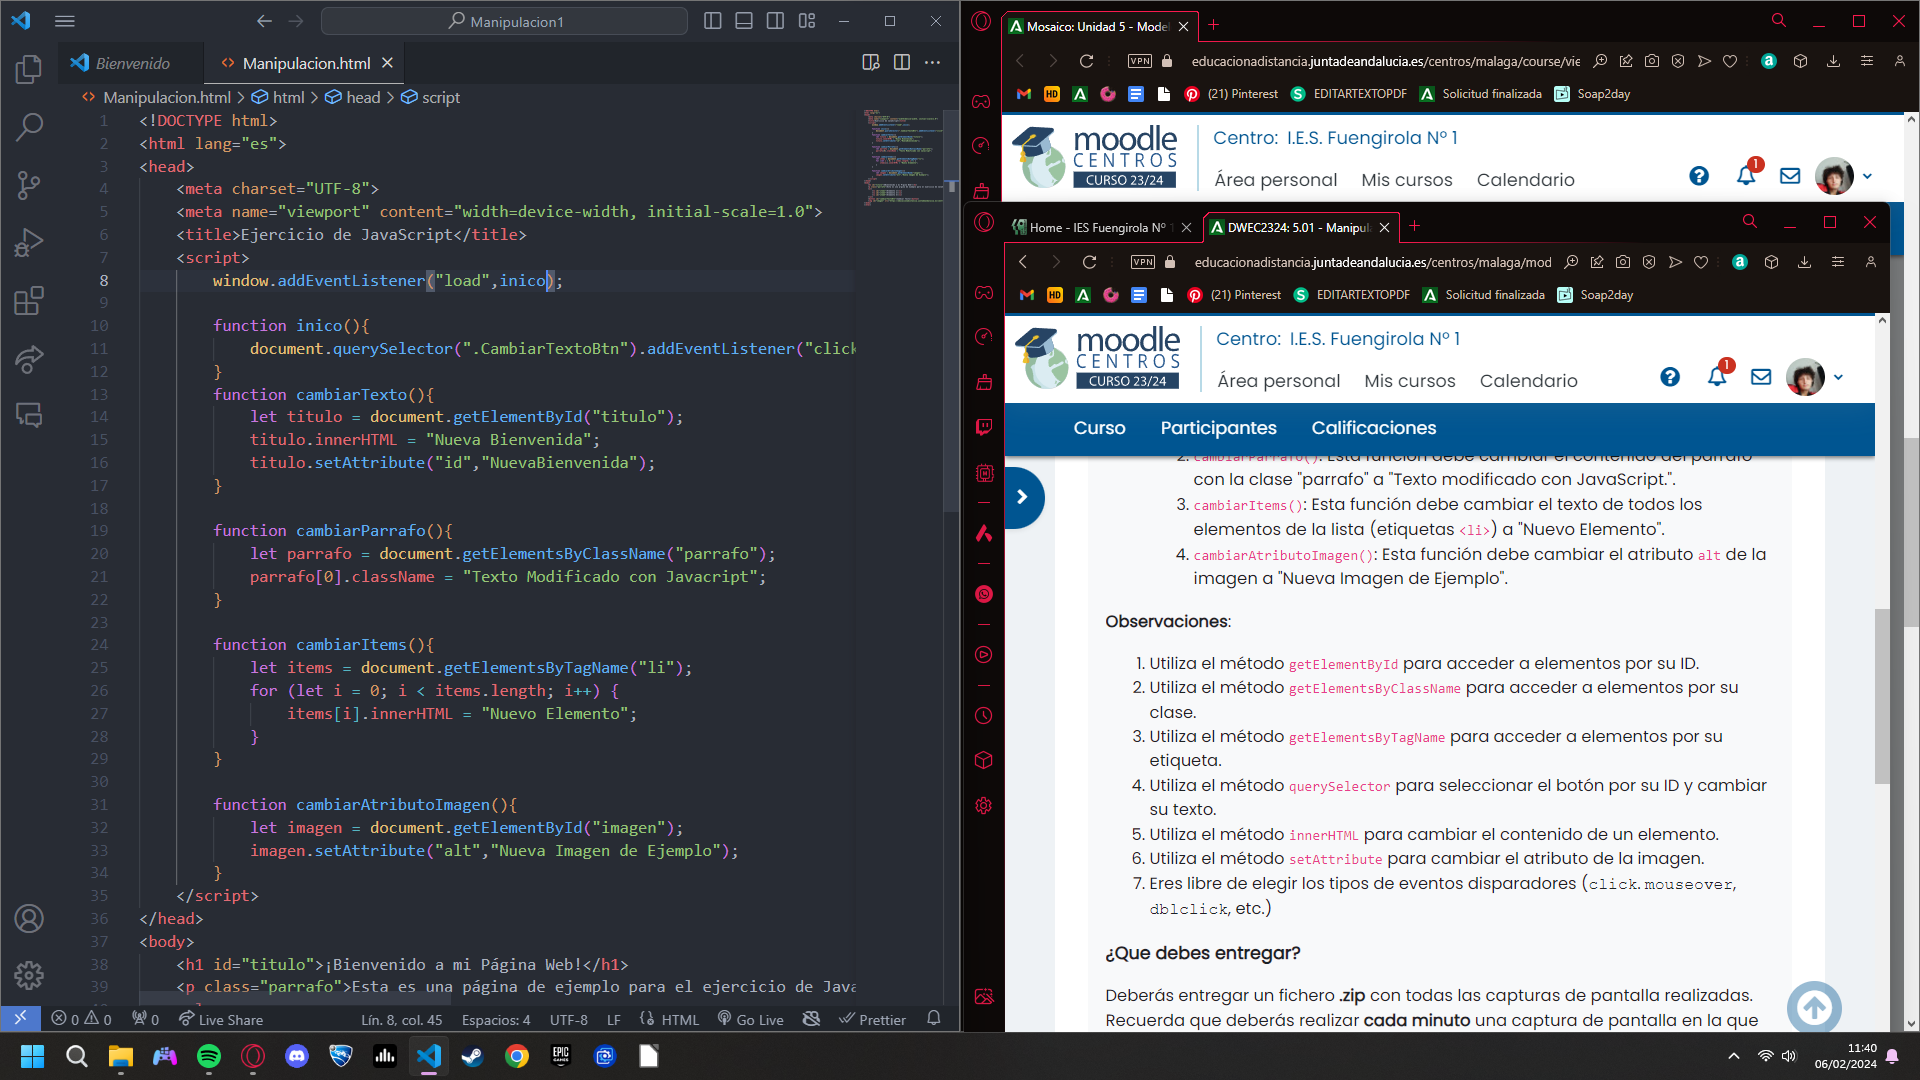 Manipulacion1
Bienvenido
Manipulacion.html
Manipulacion.html > html > head > script
1 <!DOCTYPE html>
2 <html lang="es">
3 <head>
4 <meta charset="UTF-8">
5 <meta name="viewport" content="width=device-width, initial-scale=1.0">
6 <title>Ejercicio de JavaScript</title>
7 <script>
8 window.addEventListener("load",inico);
9
10 function inico(){
11 document.querySelector(".CambiarTextoBtn").addEventListener("click
12 }
13 function cambiarTexto(){
14 let titulo = document.getElementById("titulo");
15 titulo.innerHTML = "Nueva Bienvenida";
16 titulo.setAttribute("id","NuevaBienvenida");
17 }
18
19 function cambiarParrafo(){
20 let parrafo = document.getElementsByClassName("parrafo");
21 parrafo[0].className = "Texto Modificado con Javacript";
22 }
23
24 function cambiarItems(){
25 let items = document.getElementsByTagName("li");
26 for (let i = 0; i < items.length; i++) {
27 items[i].innerHTML = "Nuevo Elemento";
28 }
29 }
30
31 function cambiarAtributoImagen(){
32 let imagen = document.getElementById("imagen");
33 imagen.setAttribute("alt","Nueva Imagen de Ejemplo");
34 }
35 </script>
36 </head>
37 <body>
38 <h1 id="titulo">¡Bienvenido a mi Página Web!</h1>
39 <p class="parrafo">Esta es una página de ejemplo para el ejercicio de Java
0 0 0 Live Share Lín. 8, col. 45 Espacios: 4 UTF-8 LF HTML Go Live Prettier
Mosaico: Unidad 5 - Model
VPN educacionadistancia.juntadeandalucia.es/centros/malaga/course/vie
HD (21) Pinterest EDITARTEXTOPDF Solicitud finalizada Soap2day
moodle
CENTROS
CURSO 23/24
Centro: I.E.S. Fuengirola Nº 1
Área personal Mis cursos Calendario
1
Home - IES Fuengirola Nº 1
DWEC2324: 5.01 - Manipul
VPN educacionadistancia.juntadeandalucia.es/centros/malaga/mod
HD (21) Pinterest EDITARTEXTOPDF Solicitud finalizada Soap2day
moodle
CENTROS
CURSO 23/24
Centro: I.E.S. Fuengirola Nº 1
Área personal Mis cursos Calendario
1
Curso Participantes Calificaciones
2. cambiarParrafo(): Esta función debe cambiar el contenido del párrafo
con la clase "parrafo" a "Texto modificado con JavaScript.".
3. cambiarItems(): Esta función debe cambiar el texto de todos los
elementos de la lista (etiquetas <li>) a "Nuevo Elemento".
4. cambiarAtributoImagen(): Esta función debe cambiar el atributo alt de la
imagen a "Nueva Imagen de Ejemplo".
Observaciones:
1. Utiliza el método getElementById para acceder a elementos por su ID.
2. Utiliza el método getElementsByClassName para acceder a elementos por su
clase.
3. Utiliza el método getElementsByTagName para acceder a elementos por su
etiqueta.
4. Utiliza el método querySelector para seleccionar el botón por su ID y cambiar
su texto.
5. Utiliza el método innerHTML para cambiar el contenido de un elemento.
6. Utiliza el método setAttribute para cambiar el atributo de la imagen.
7. Eres libre de elegir los tipos de eventos disparadores (click. mouseover,
dblclick, etc.)
¿Que debes entregar?
Deberás entregar un fichero .zip con todas las capturas de pantalla realizadas.
Recuerda que deberás realizar cada minuto una captura de pantalla en la que
EPIC GAMES
11:40
06/02/2024